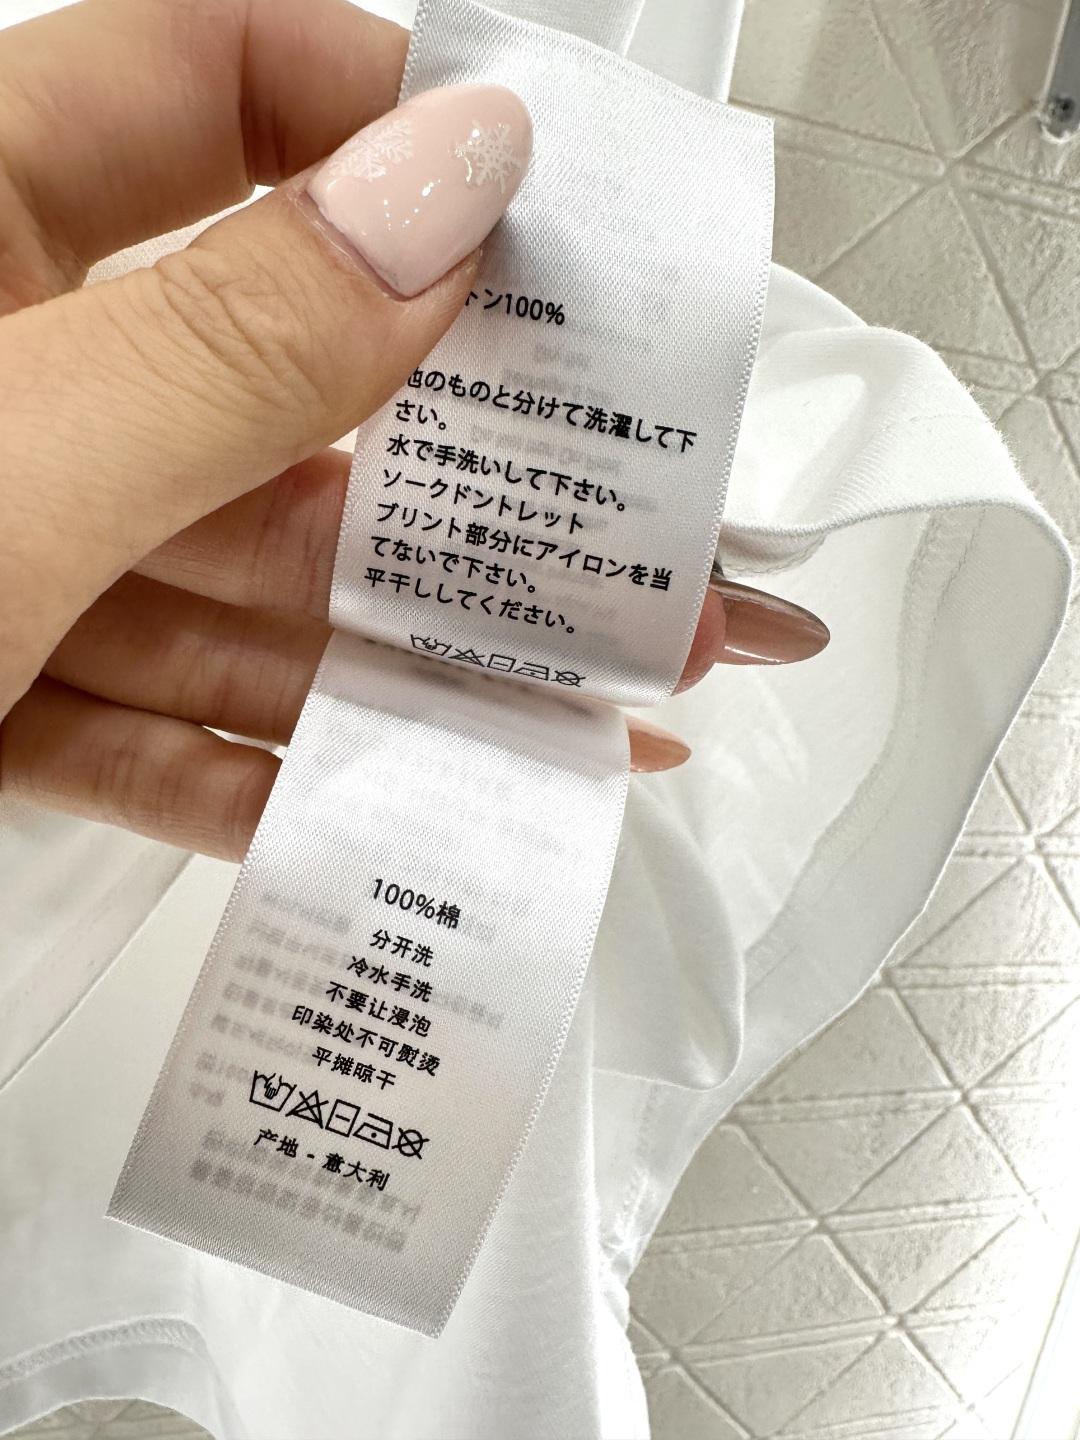 トン100%
他のものと分けて洗濯して下
さい。
水で手洗いして下さい。
ソークドントレット
プリント部分にアイロンを当
てないで下さい。
平干ししてください。
100%棉
分开洗
冷水手洗
不要让浸泡
印染处不可熨烫
平摊晾干
产地 - 意大利